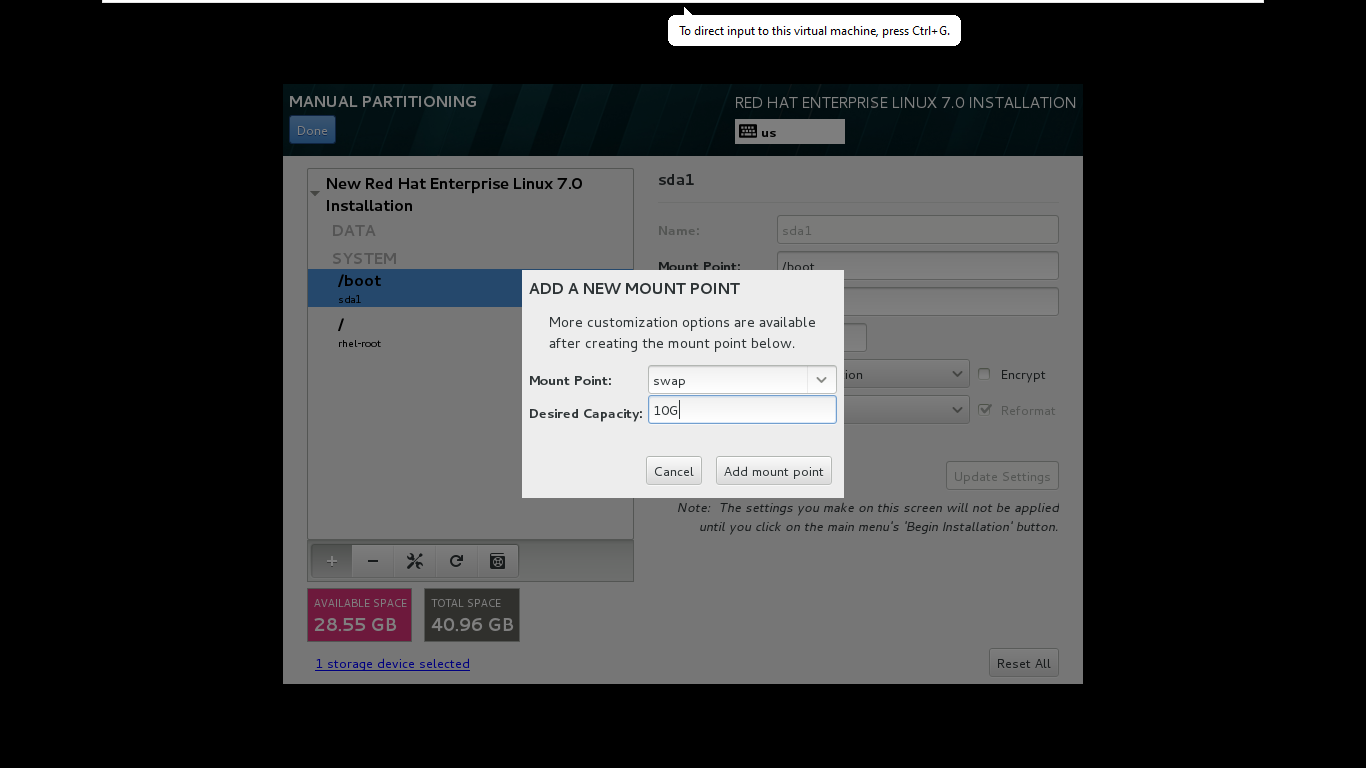 To direct input to this virtual machine, press Ctrl+G.
MANUAL PARTITIONING
Done
RED HAT ENTERPRISE LINUX 7.0 INSTALLATION
us
New Red Hat Enterprise Linux 7.0
Installation
DATA
SYSTEM
/boot
sda1
/
rhel-root
sda1
Name:
sda1
Mount Point:
/boot
ADD A NEW MOUNT POINT
More customization options are available
after creating the mount point below.
Mount Point:
swap
Desired Capacity:
10G
Cancel
Add mount point
Encrypt
Reformat
Update Settings
Note: The settings you make on this screen will not be applied
until you click on the main menu's 'Begin Installation' button.
AVAILABLE SPACE
28.55 GB
TOTAL SPACE
40.96 GB
1 storage device selected
Reset All